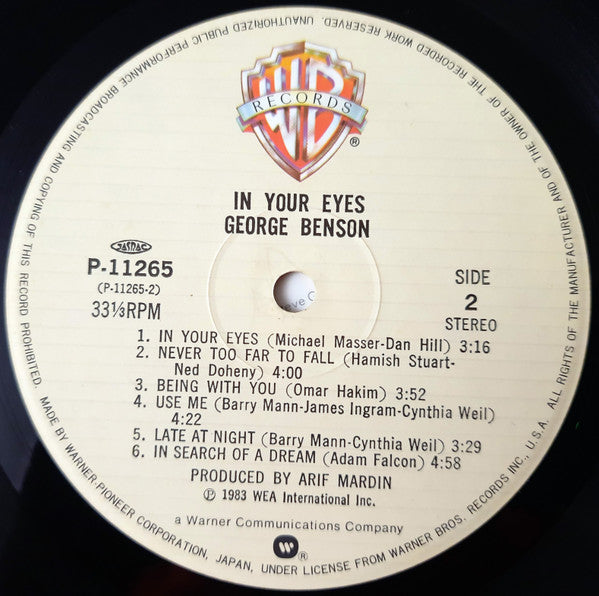 WB
RECORDS
®
IN YOUR EYES
GEORGE BENSON
JASRAC
P-11265
(P-11265-2)
33⅓RPM
SIDE
2
STEREO
1. IN YOUR EYES (Michael Masser-Dan Hill) 3:16
2. NEVER TOO FAR TO FALL (Hamish Stuart-
Ned Doheny) 4:00
3. BEING WITH YOU (Omar Hakim) 3:52
4. USE ME (Barry Mann-James Ingram-Cynthia Weil)
4:22
5. LATE AT NIGHT (Barry Mann-Cynthia Weil) 3:29
6. IN SEARCH OF A DREAM (Adam Falcon) 4:58
PRODUCED BY ARIF MARDIN
Ⓟ 1983 WEA International Inc.
a Warner Communications Company
®
MADE BY WARNER-PIONEER CORPORATION, JAPAN, UNDER LICENSE FROM WARNER BROS. RECORDS INC., U.S.A. ALL RIGHTS OF THE MANUFACTURER AND OF THE OWNER OF THE RECORDED WORK RESERVED. UNAUTHORIZED PUBLIC PERFORMANCE BROADCASTING AND COPYING OF THIS RECORD PROHIBITED.